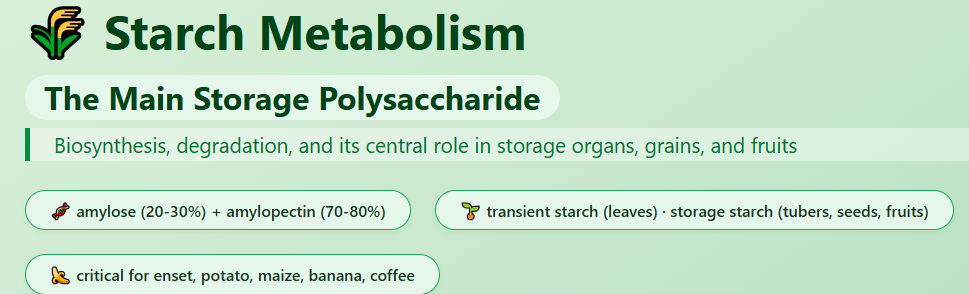 Starch Metabolism
The Main Storage Polysaccharide
Biosynthesis, degradation, and its central role in storage organs, grains, and fruits
amylose (20-30%) + amylopectin (70-80%)
transient starch (leaves) · storage starch (tubers, seeds, fruits)
critical for enset, potato, maize, banana, coffee